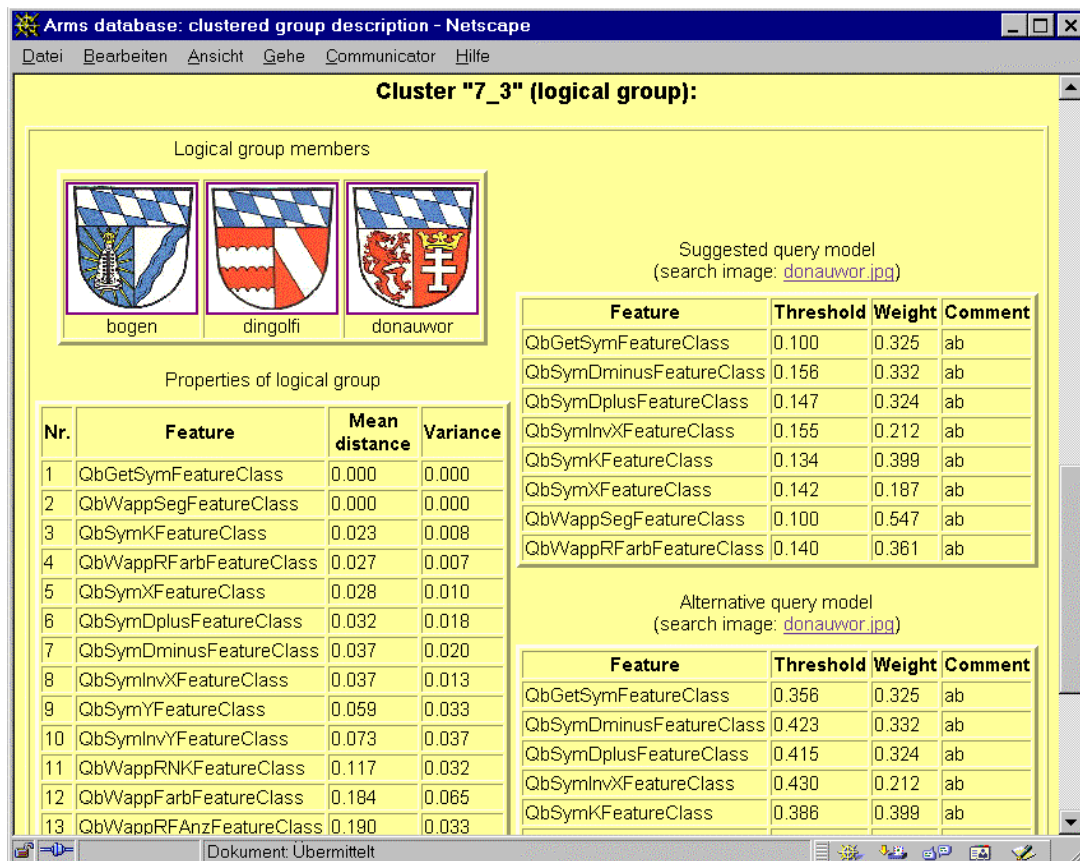 Arms database: clustered group description - Netscape
Datei Bearbeiten Ansicht Gehe Communicator Hilfe
Cluster "7_3" (logical group):
Logical group members
bogen dingolfi donauwor
Properties of logical group
Nr. Feature Mean distance Variance
1 QbGetSymFeatureClass 0.000 0.000
2 QbWappSegFeatureClass 0.000 0.000
3 QbSymKFeatureClass 0.023 0.008
4 QbWappRFarbFeatureClass 0.027 0.007
5 QbSymXFeatureClass 0.028 0.010
6 QbSymDplusFeatureClass 0.032 0.018
7 QbSymDminusFeatureClass 0.037 0.020
8 QbSymInvXFeatureClass 0.037 0.013
9 QbSymYFeatureClass 0.059 0.033
10 QbSymInvYFeatureClass 0.073 0.037
11 QbWappRNKFeatureClass 0.117 0.032
12 QbWappFarbFeatureClass 0.184 0.065
13 QbWappRFAnzFeatureClass 0.190 0.033
Suggested query model
(search image: donauwor.jpg)
Feature Threshold Weight Comment
QbGetSymFeatureClass 0.100 0.325 ab
QbSymDminusFeatureClass 0.156 0.332 ab
QbSymDplusFeatureClass 0.147 0.324 ab
QbSymInvXFeatureClass 0.155 0.212 ab
QbSymKFeatureClass 0.134 0.399 ab
QbSymXFeatureClass 0.142 0.187 ab
QbWappSegFeatureClass 0.100 0.547 ab
QbWappRFarbFeatureClass 0.140 0.361 ab
Alternative query model
(search image: donauwor.jpg)
Feature Threshold Weight Comment
QbGetSymFeatureClass 0.356 0.325 ab
QbSymDminusFeatureClass 0.423 0.332 ab
QbSymDplusFeatureClass 0.415 0.324 ab
QbSymInvXFeatureClass 0.430 0.212 ab
QbSymKFeatureClass 0.386 0.399 ab
Dokument: Übermittelt